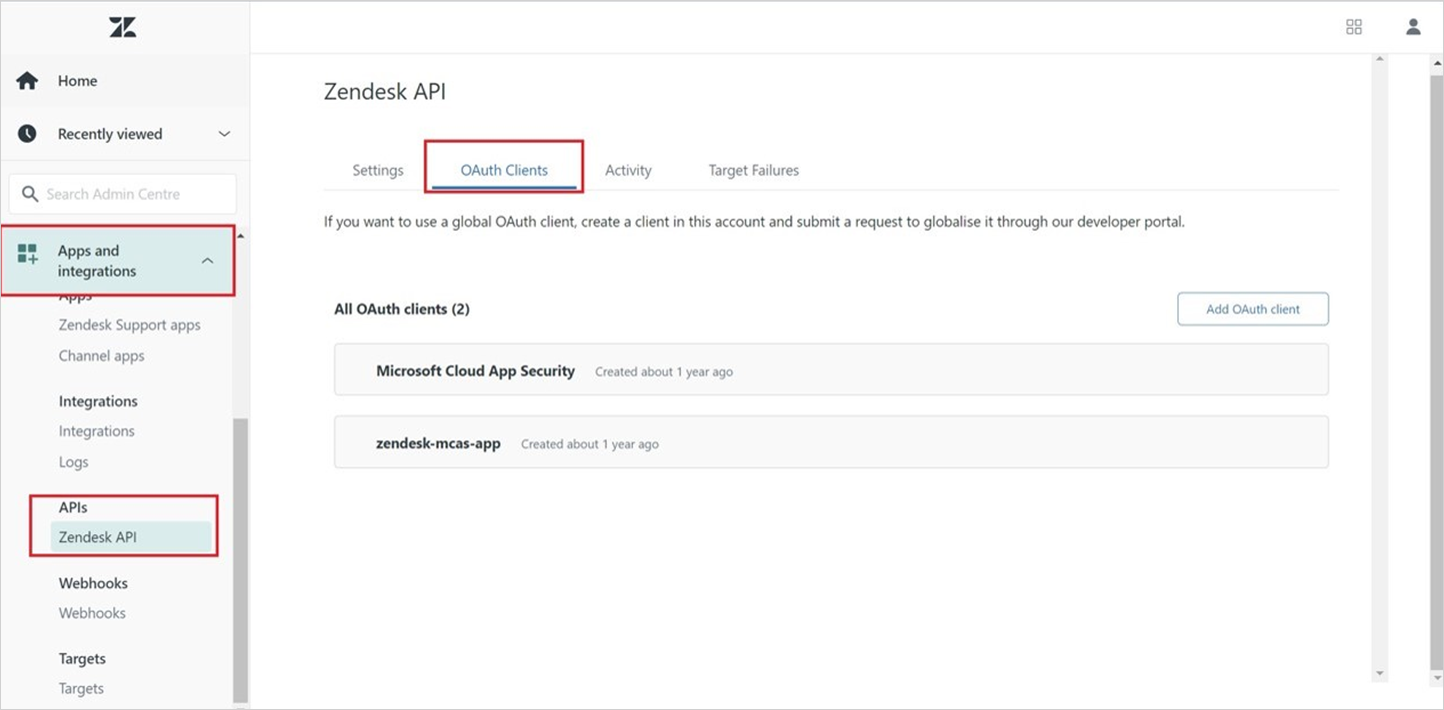 Home
Recently viewed
Search Admin Centre
Apps and
integrations
Apps
Zendesk Support apps
Channel apps
Integrations
Integrations
Logs
APIs
Zendesk API
Webhooks
Webhooks
Targets
Targets
Zendesk API
Settings OAuth Clients Activity Target Failures
If you want to use a global OAuth client, create a client in this account and submit a request to globalise it through our developer portal.
All OAuth clients (2) Add OAuth client
Microsoft Cloud App Security Created about 1 year ago
zendesk-mcas-app Created about 1 year ago